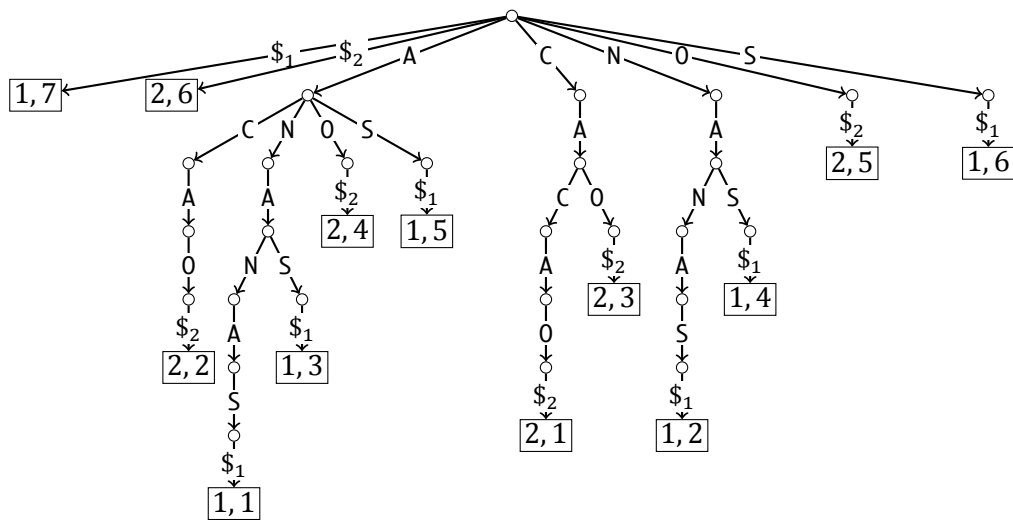 $₁ $₂ A C N O S
1, 7 2, 6
C N O S A A $₂ $₁
2, 5 1, 6
A A $₂ $₁ C O N S
2, 4 1, 5
O N S A $₂ A $₁
2, 3 1, 4
$₂ A $₁ O S
2, 2 1, 3
S $₂ $₁
2, 1 1, 2
$₁
1, 1